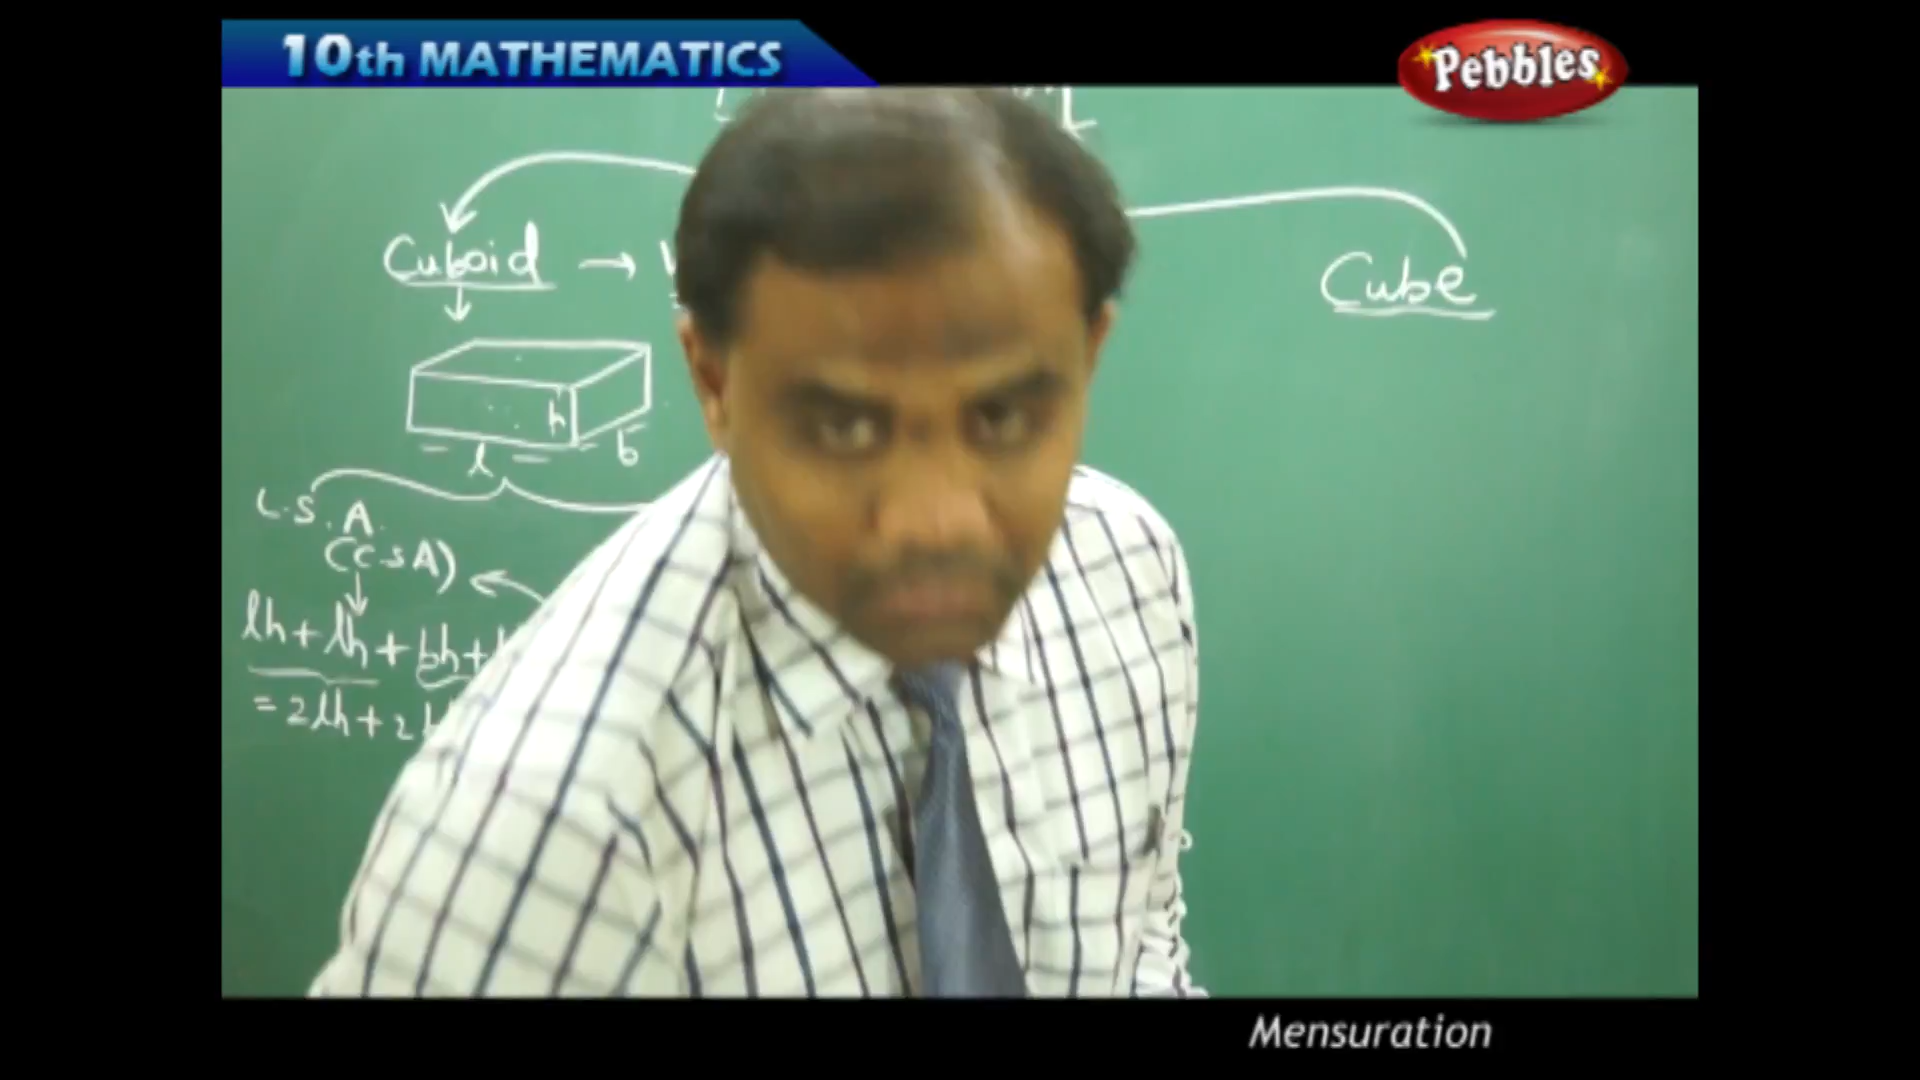 10th MATHEMATICS
Pebbles
Cuboid →
Cube
h
l
b
L.S.A.
(C.S.A)
lh + lh + bh +
= 2lh + 2
Mensuration